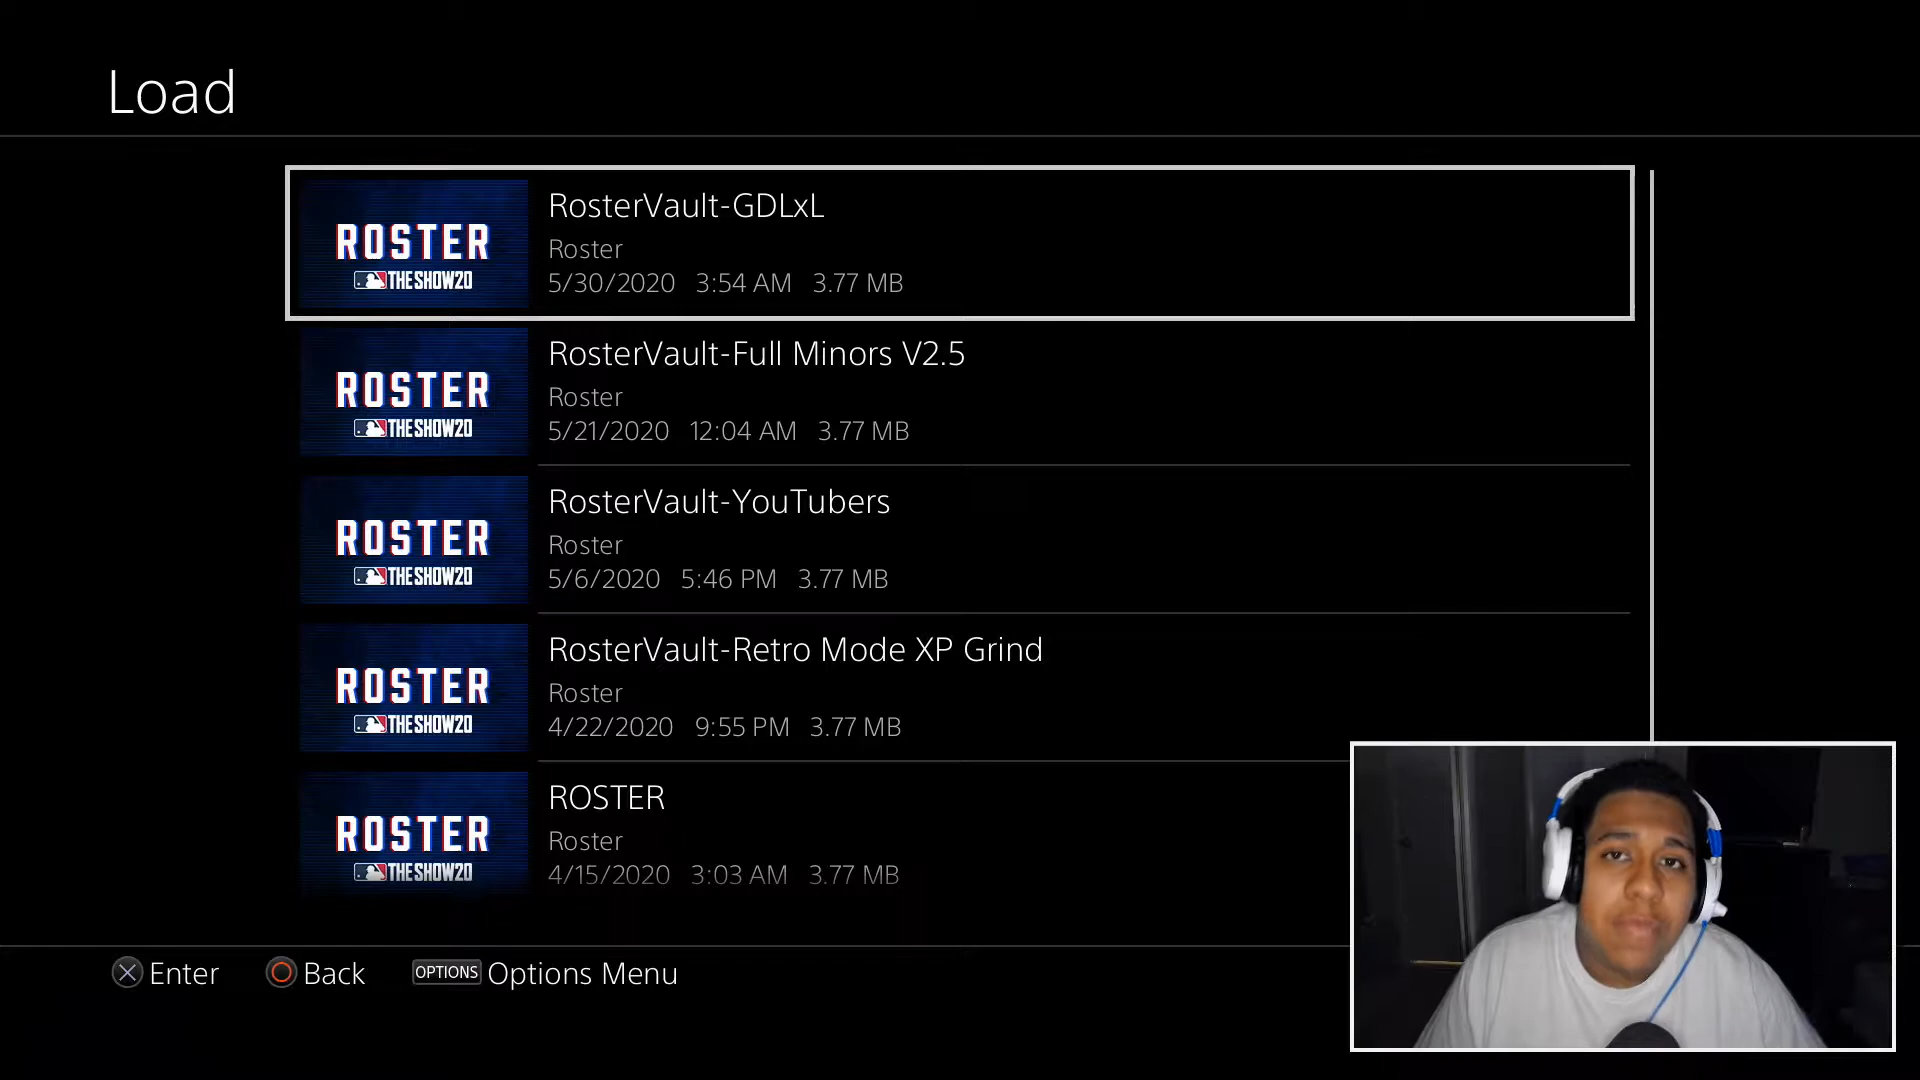 Load
ROSTER
THE SHOW 20
RosterVault-GDLxL
Roster
5/30/2020 3:54 AM 3.77 MB
ROSTER
THE SHOW 20
RosterVault-Full Minors V2.5
Roster
5/21/2020 12:04 AM 3.77 MB
ROSTER
THE SHOW 20
RosterVault-YouTubers
Roster
5/6/2020 5:46 PM 3.77 MB
ROSTER
THE SHOW 20
RosterVault-Retro Mode XP Grind
Roster
4/22/2020 9:55 PM 3.77 MB
ROSTER
THE SHOW 20
ROSTER
Roster
4/15/2020 3:03 AM 3.77 MB
Enter Back OPTIONS Options Menu